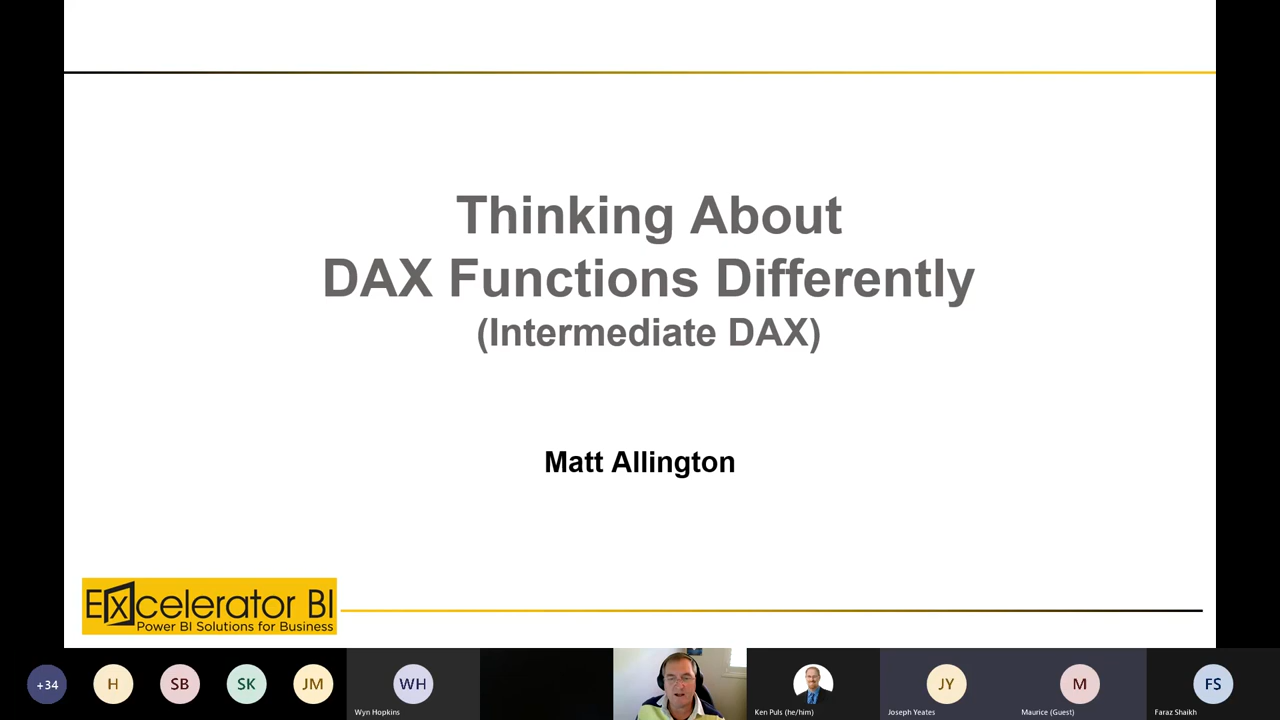 Thinking About
DAX Functions Differently
(Intermediate DAX)
Matt Allington
Excelerator BI
Power BI Solutions for Business
+34
H
SB
SK
JM
WH
Wyn Hopkins
Ken Puls (he/him)
JY
Joseph Yeates
M
Maurice (Guest)
FS
Faraz Shaikh